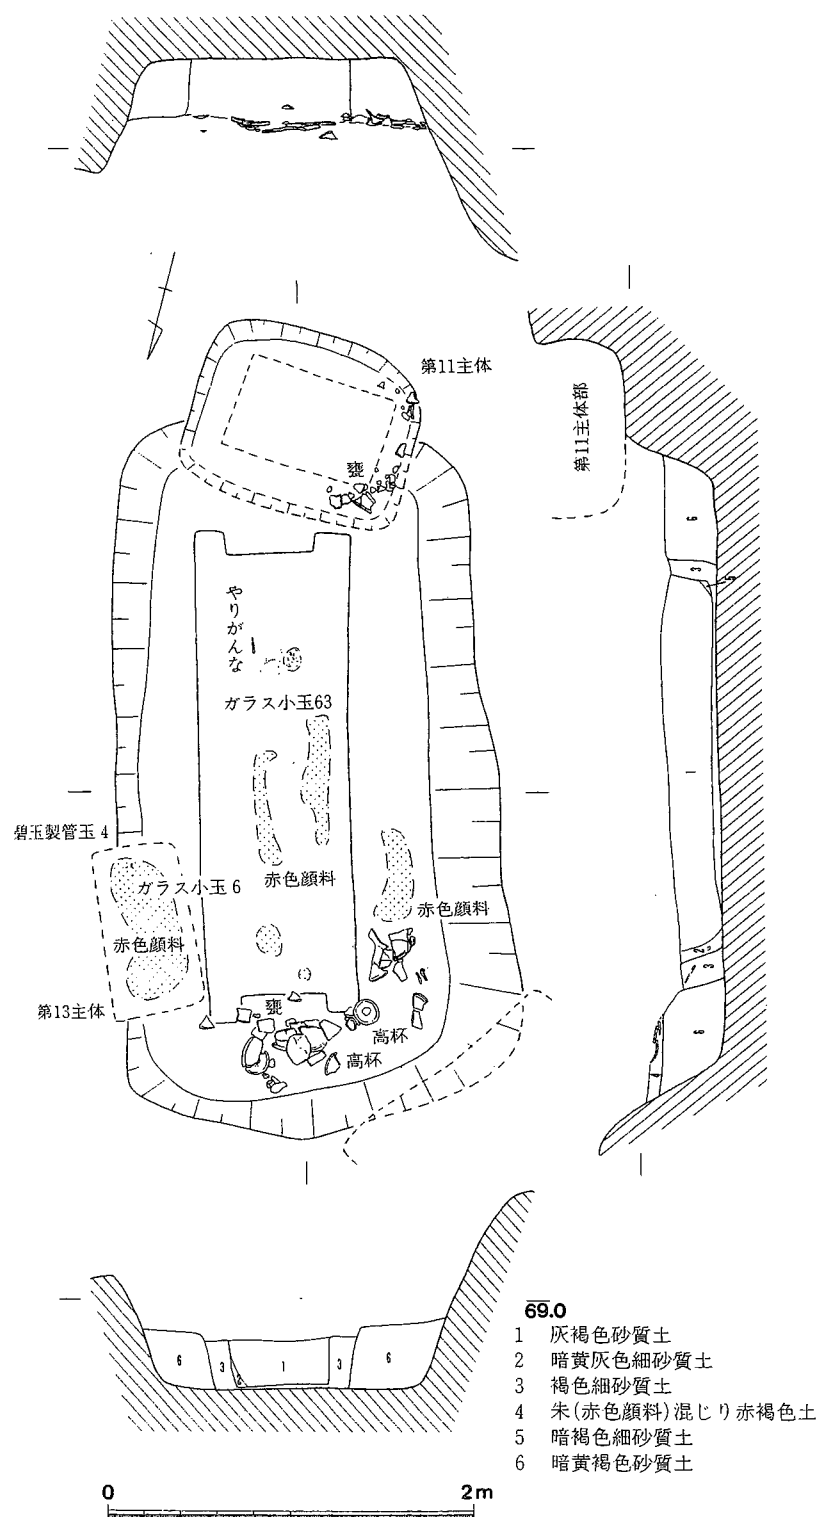 第11主体
第11主体部
甕
6
3
5
やりがんな
ガラス小玉63
1
碧玉製管玉4
ガラス小玉6
赤色顔料
赤色顔料
赤色顔料
2
3
第13主体
甕
高杯
高杯
6
4
69.0
6
3
2
1
3
6
1 灰褐色砂質土
2 暗黄灰色細砂質土
3 褐色細砂質土
4 朱(赤色顔料)混じり赤褐色土
5 暗褐色細砂質土
6 暗黄褐色砂質土
0
2m